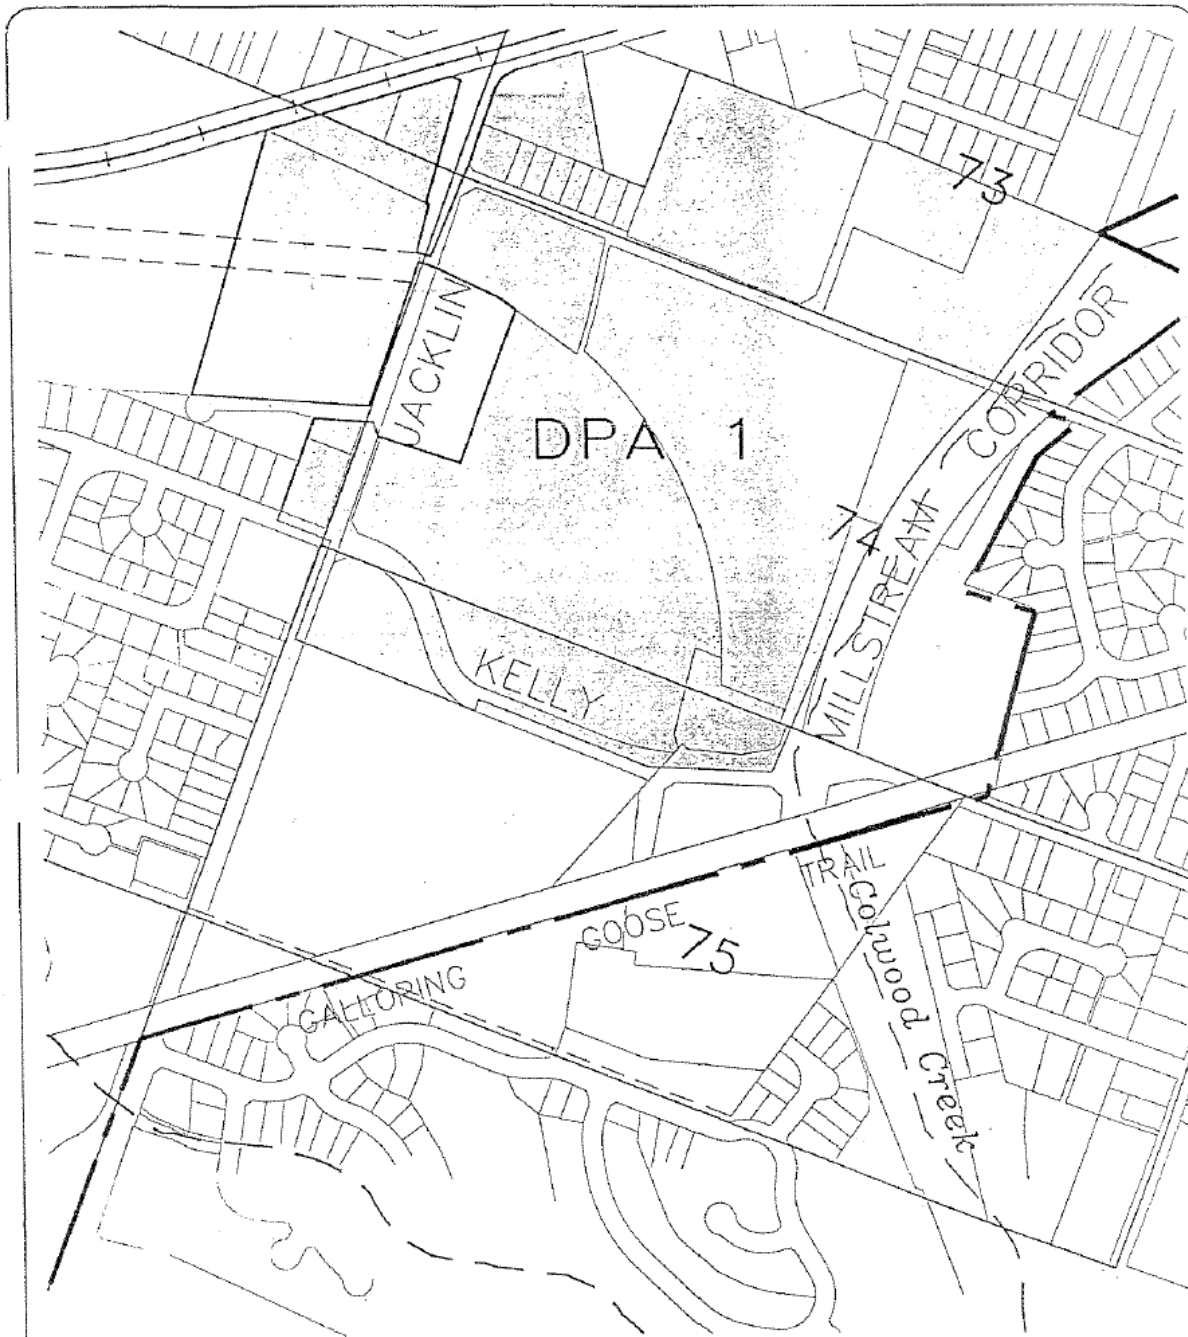 73
JACKLIN
CORRIDOR
DPA 1
74
MILLSTREAM
KELLY
TRAIL
GOOSE
75
GALLOPING
Colwood Creek